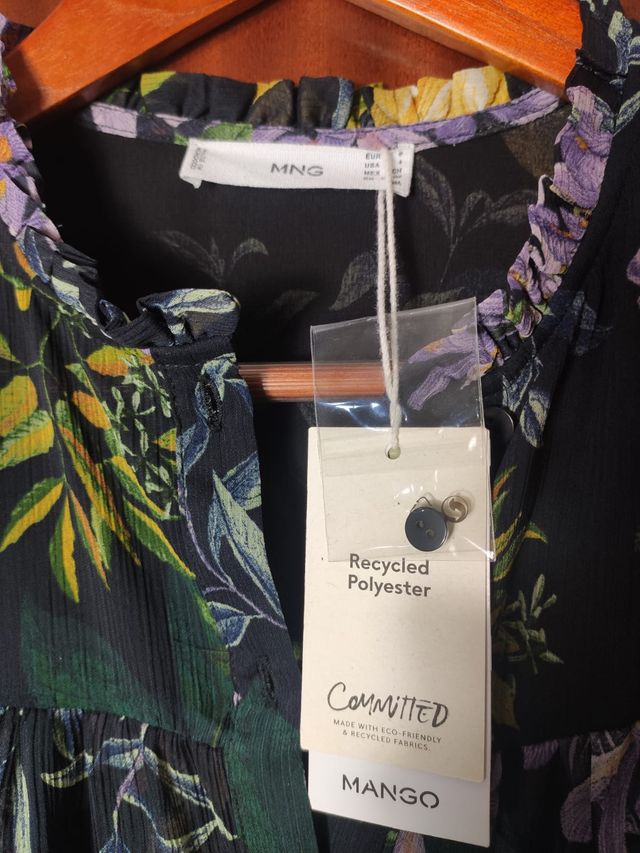 MNG
EUR
USA
MEX
Recycled
Polyester
COMMITTED
MADE WITH ECO-FRIENDLY
& RECYCLED FABRICS.
MANGO